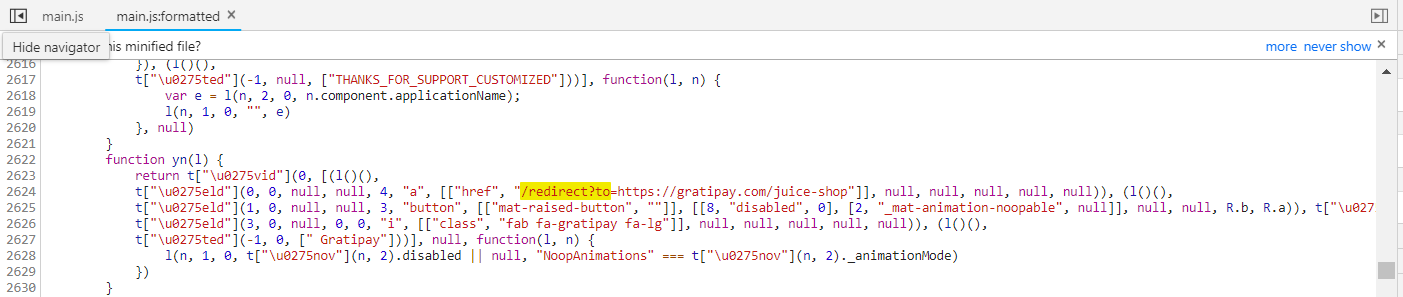 main.js main.js:formatted ×
Hide navigator his minified file? more never show ×
2616 }), (l()(),
2617 t["\u0275ted"](-1, null, ["THANKS_FOR_SUPPORT_CUSTOMIZED"]))], function(l, n) {
2618 var e = l(n, 2, 0, n.component.applicationName);
2619 l(n, 1, 0, "", e)
2620 }, null)
2621 }
2622 function yn(l) {
2623 return t["\u0275vid"](0, [(l()(),
2624 t["\u0275eld"](0, 0, null, null, 4, "a", [["href", "/redirect?to=https://gratipay.com/juice-shop"]], null, null, null, null, null)), (l()(),
2625 t["\u0275eld"](1, 0, null, null, 3, "button", [["mat-raised-button", ""]], [[8, "disabled", 0], [2, "_mat-animation-noopable", null]], null, null, R.b, R.a)), t["\u027
2626 t["\u0275eld"](3, 0, null, 0, 0, "i", [["class", "fab fa-gratipay fa-lg"]], null, null, null, null, null)), (l()(),
2627 t["\u0275ted"](-1, 0, [" Gratipay"]))], null, function(l, n) {
2628 l(n, 1, 0, t["\u0275nov"](n, 2).disabled || null, "NoopAnimations" === t["\u0275nov"](n, 2)._animationMode)
2629 })
2630 }